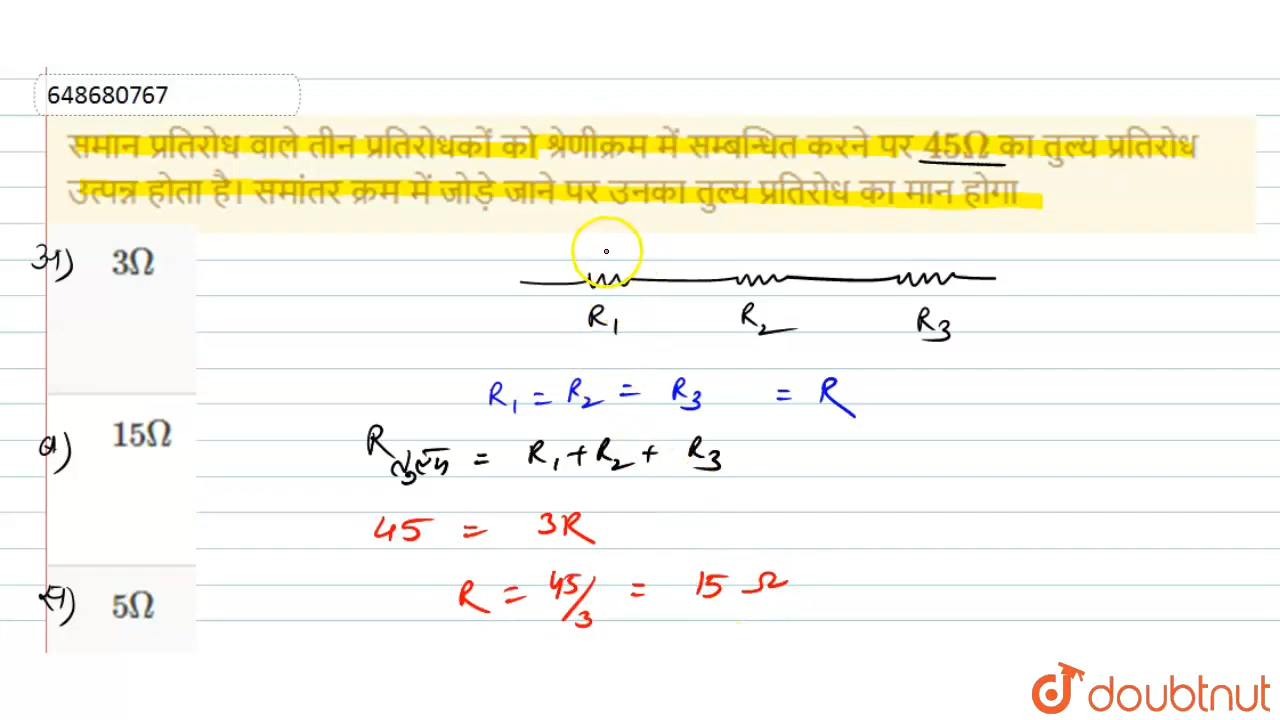 648680767
समान प्रतिरोध वाले तीन प्रतिरोधकों को श्रेणीक्रम में सम्बन्धित करने पर 45Ω का तुल्य प्रतिरोध
उत्पन्न होता है। समांतर क्रम में जोड़े जाने पर उनका तुल्य प्रतिरोध का मान होगा
अ) 3Ω
R₁ R₂ R₃
R₁ = R₂ = R₃ = R
ब) 15Ω
R तुल्य = R₁ + R₂ + R₃
45 = 3R
स) 5Ω
R = 45/3 = 15 Ω
doubtnut